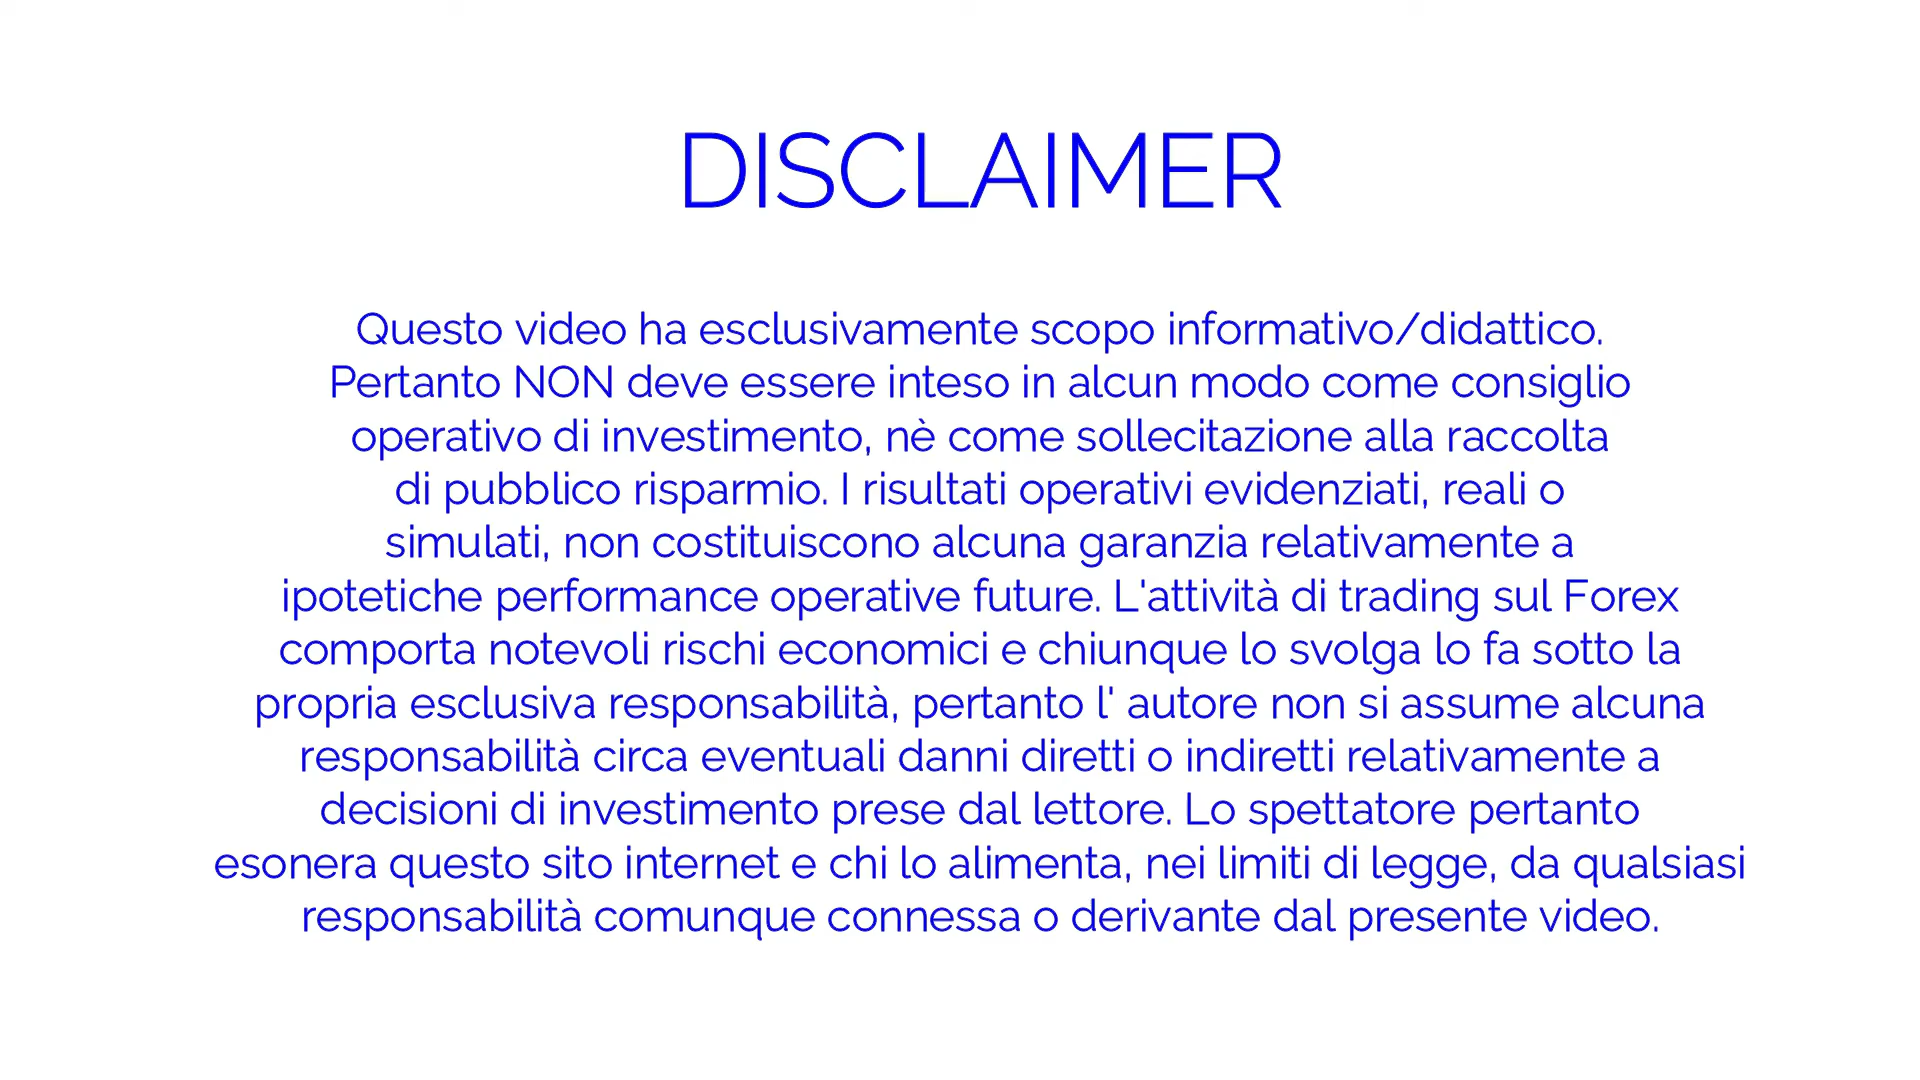 DISCLAIMER
Questo video ha esclusivamente scopo informativo/didattico.
Pertanto NON deve essere inteso in alcun modo come consiglio
operativo di investimento, nè come sollecitazione alla raccolta
di pubblico risparmio. I risultati operativi evidenziati, reali o
simulati, non costituiscono alcuna garanzia relativamente a
ipotetiche performance operative future. L'attività di trading sul Forex
comporta notevoli rischi economici e chiunque lo svolga lo fa sotto la
propria esclusiva responsabilità, pertanto l' autore non si assume alcuna
responsabilità circa eventuali danni diretti o indiretti relativamente a
decisioni di investimento prese dal lettore. Lo spettatore pertanto
esonera questo sito internet e chi lo alimenta, nei limiti di legge, da qualsiasi
responsabilità comunque connessa o derivante dal presente video.